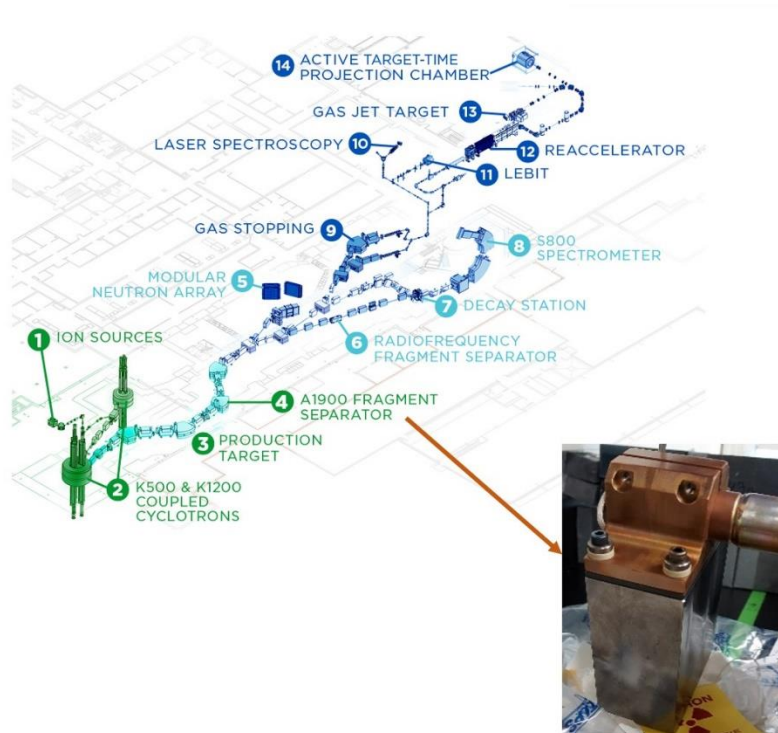 14 ACTIVE TARGET-TIME
PROJECTION CHAMBER
GAS JET TARGET 13
LASER SPECTROSCOPY 10
12 REACCELERATOR
11 LEBIT
GAS STOPPING 9
8 S800
SPECTROMETER
MODULAR
NEUTRON ARRAY 5
7 DECAY STATION
1 ION SOURCES
6 RADIOFREQUENCY
FRAGMENT SEPARATOR
4 A1900 FRAGMENT
SEPARATOR
3 PRODUCTION
TARGET
2 K500 & K1200
COUPLED
CYCLOTRONS